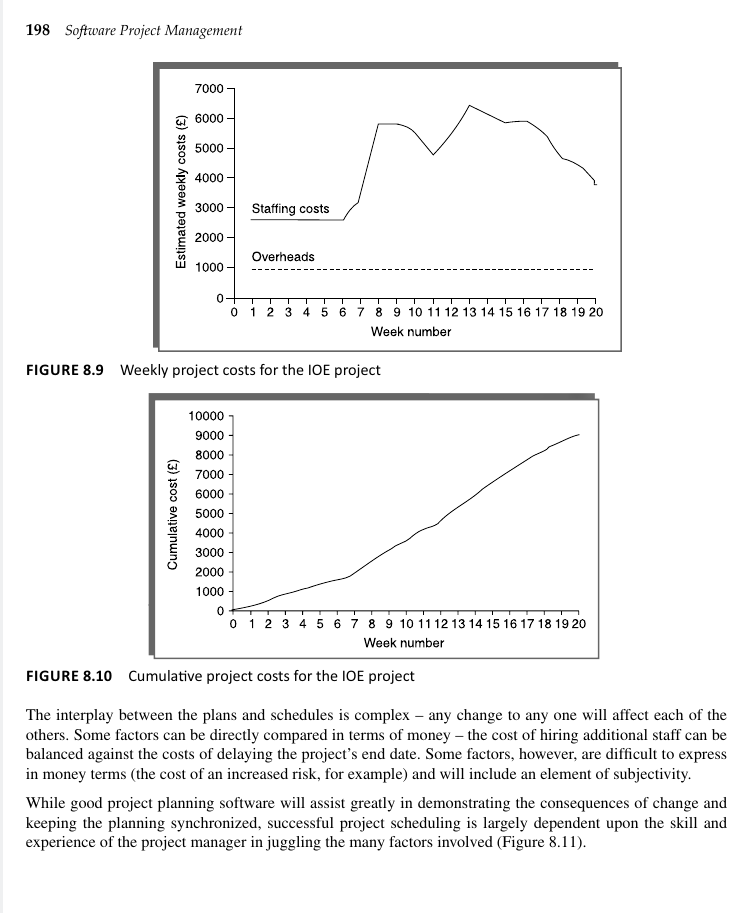 198 Software Project Management
7000
6000
5000
4000
3000
2000
1000
0
Estimated weekly costs (£)
Staffing costs
Overheads
0 1 2 3 4 5 6 7 8 9 10 11 12 13 14 15 16 17 18 19 20
Week number
FIGURE 8.9 Weekly project costs for the IOE project
10000
9000
8000
7000
6000
5000
4000
3000
2000
1000
0
Cumulative cost (£)
0 1 2 3 4 5 6 7 8 9 10 11 12 13 14 15 16 17 18 19 20
Week number
FIGURE 8.10 Cumulative project costs for the IOE project
The interplay between the plans and schedules is complex – any change to any one will affect each of the
others. Some factors can be directly compared in terms of money – the cost of hiring additional staff can be
balanced against the costs of delaying the project's end date. Some factors, however, are difficult to express
in money terms (the cost of an increased risk, for example) and will include an element of subjectivity.
While good project planning software will assist greatly in demonstrating the consequences of change and
keeping the planning synchronized, successful project scheduling is largely dependent upon the skill and
experience of the project manager in juggling the many factors involved (Figure 8.11).